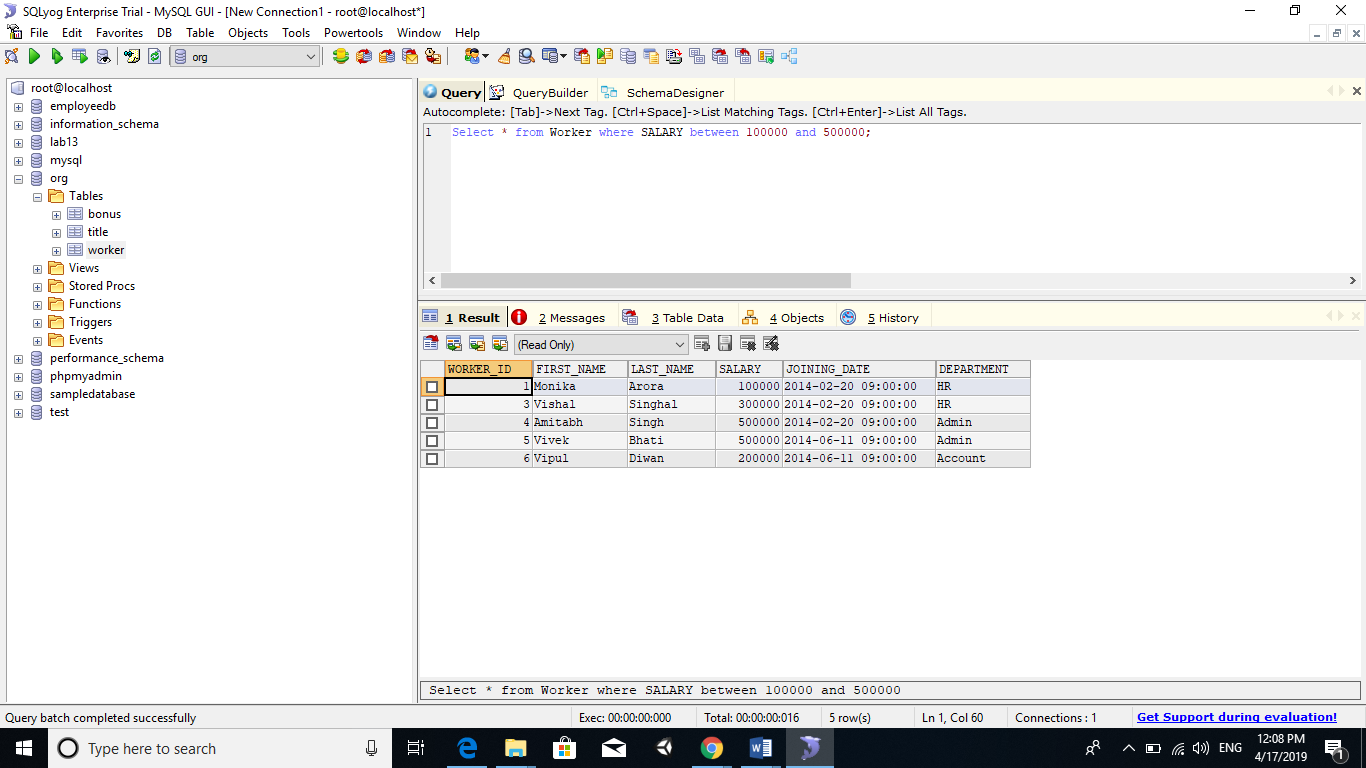 SQLyog Enterprise Trial - MySQL GUI - [New Connection1 - root@localhost*]
File Edit Favorites DB Table Objects Tools Powertools Window Help
org
root@localhost
employeedb
information_schema
lab13
mysql
org
Tables
bonus
title
worker
Views
Stored Procs
Functions
Triggers
Events
performance_schema
phpmyadmin
sampledatabase
test
Query QueryBuilder SchemaDesigner
Autocomplete: [Tab]->Next Tag. [Ctrl+Space]->List Matching Tags. [Ctrl+Enter]->List All Tags.
1 Select * from Worker where SALARY between 100000 and 500000;
1 Result 2 Messages 3 Table Data 4 Objects 5 History
(Read Only)
WORKER_ID FIRST_NAME LAST_NAME SALARY JOINING_DATE DEPARTMENT
1 Monika Arora 100000 2014-02-20 09:00:00 HR
3 Vishal Singhal 300000 2014-02-20 09:00:00 HR
4 Amitabh Singh 500000 2014-02-20 09:00:00 Admin
5 Vivek Bhati 500000 2014-06-11 09:00:00 Admin
6 Vipul Diwan 200000 2014-06-11 09:00:00 Account
Select * from Worker where SALARY between 100000 and 500000
Query batch completed successfully Exec: 00:00:00:000 Total: 00:00:00:016 5 row(s) Ln 1, Col 60 Connections : 1 Get Support during evaluation!
Type here to search
ENG
12:08 PM
4/17/2019
1